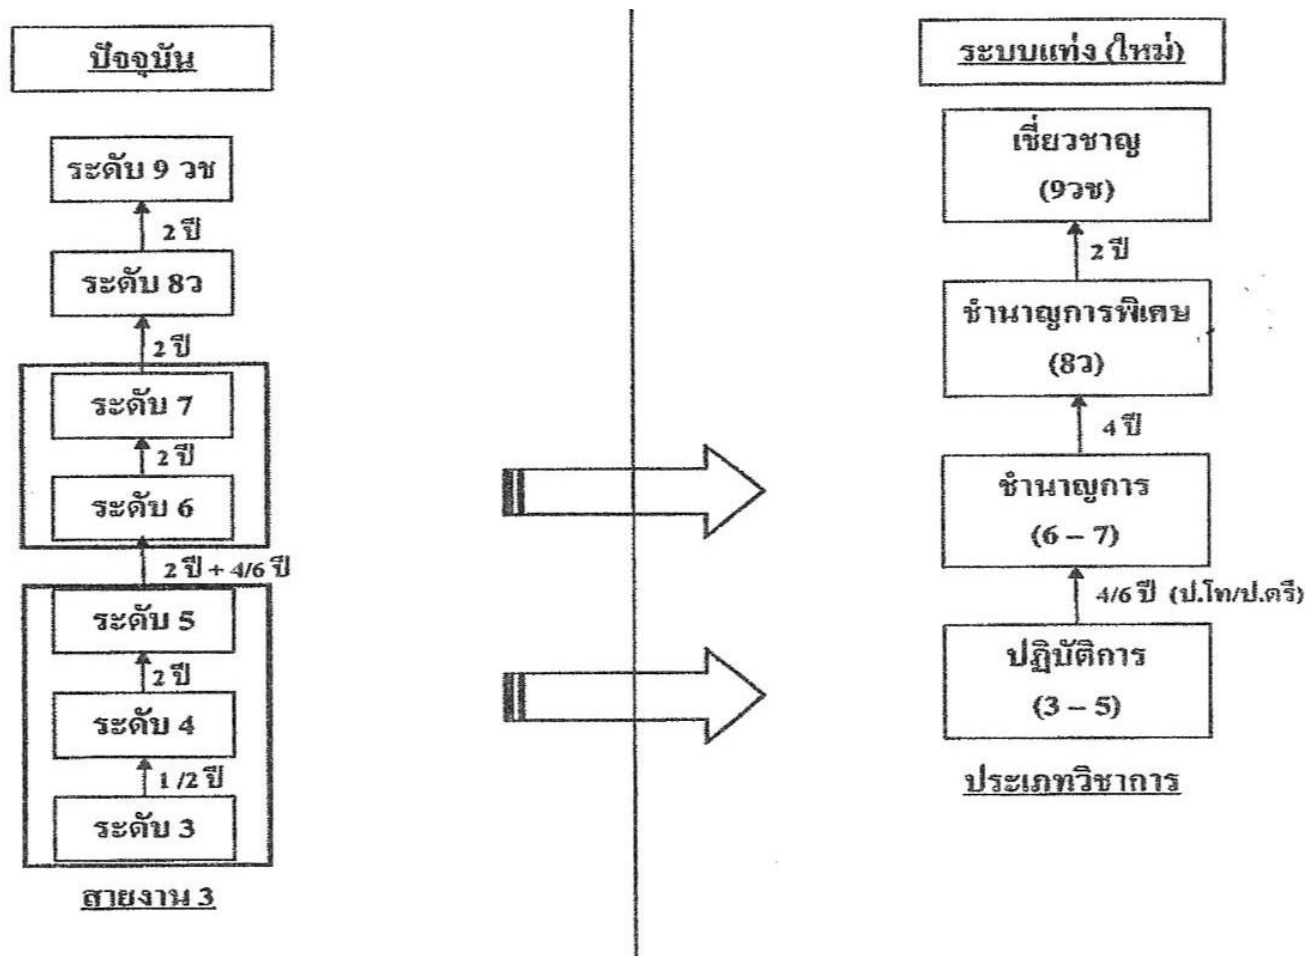 ปัจจุบัน
ระดับ 9 วช
2 ปี
ระดับ 8ว
2 ปี
ระดับ 7
2 ปี
ระดับ 6
2 ปี + 4/6 ปี
ระดับ 5
2 ปี
ระดับ 4
1 /2 ปี
ระดับ 3
สายงาน 3
ระบบแท่ง (ใหม่)
เชี่ยวชาญ
(9วช)
2 ปี
ชำนาญการพิเศษ
(8ว)
4 ปี
ชำนาญการ
(6 – 7)
4/6 ปี (ป.โท/ป.ตรี)
ปฏิบัติการ
(3 – 5)
ประเภทวิชาการ